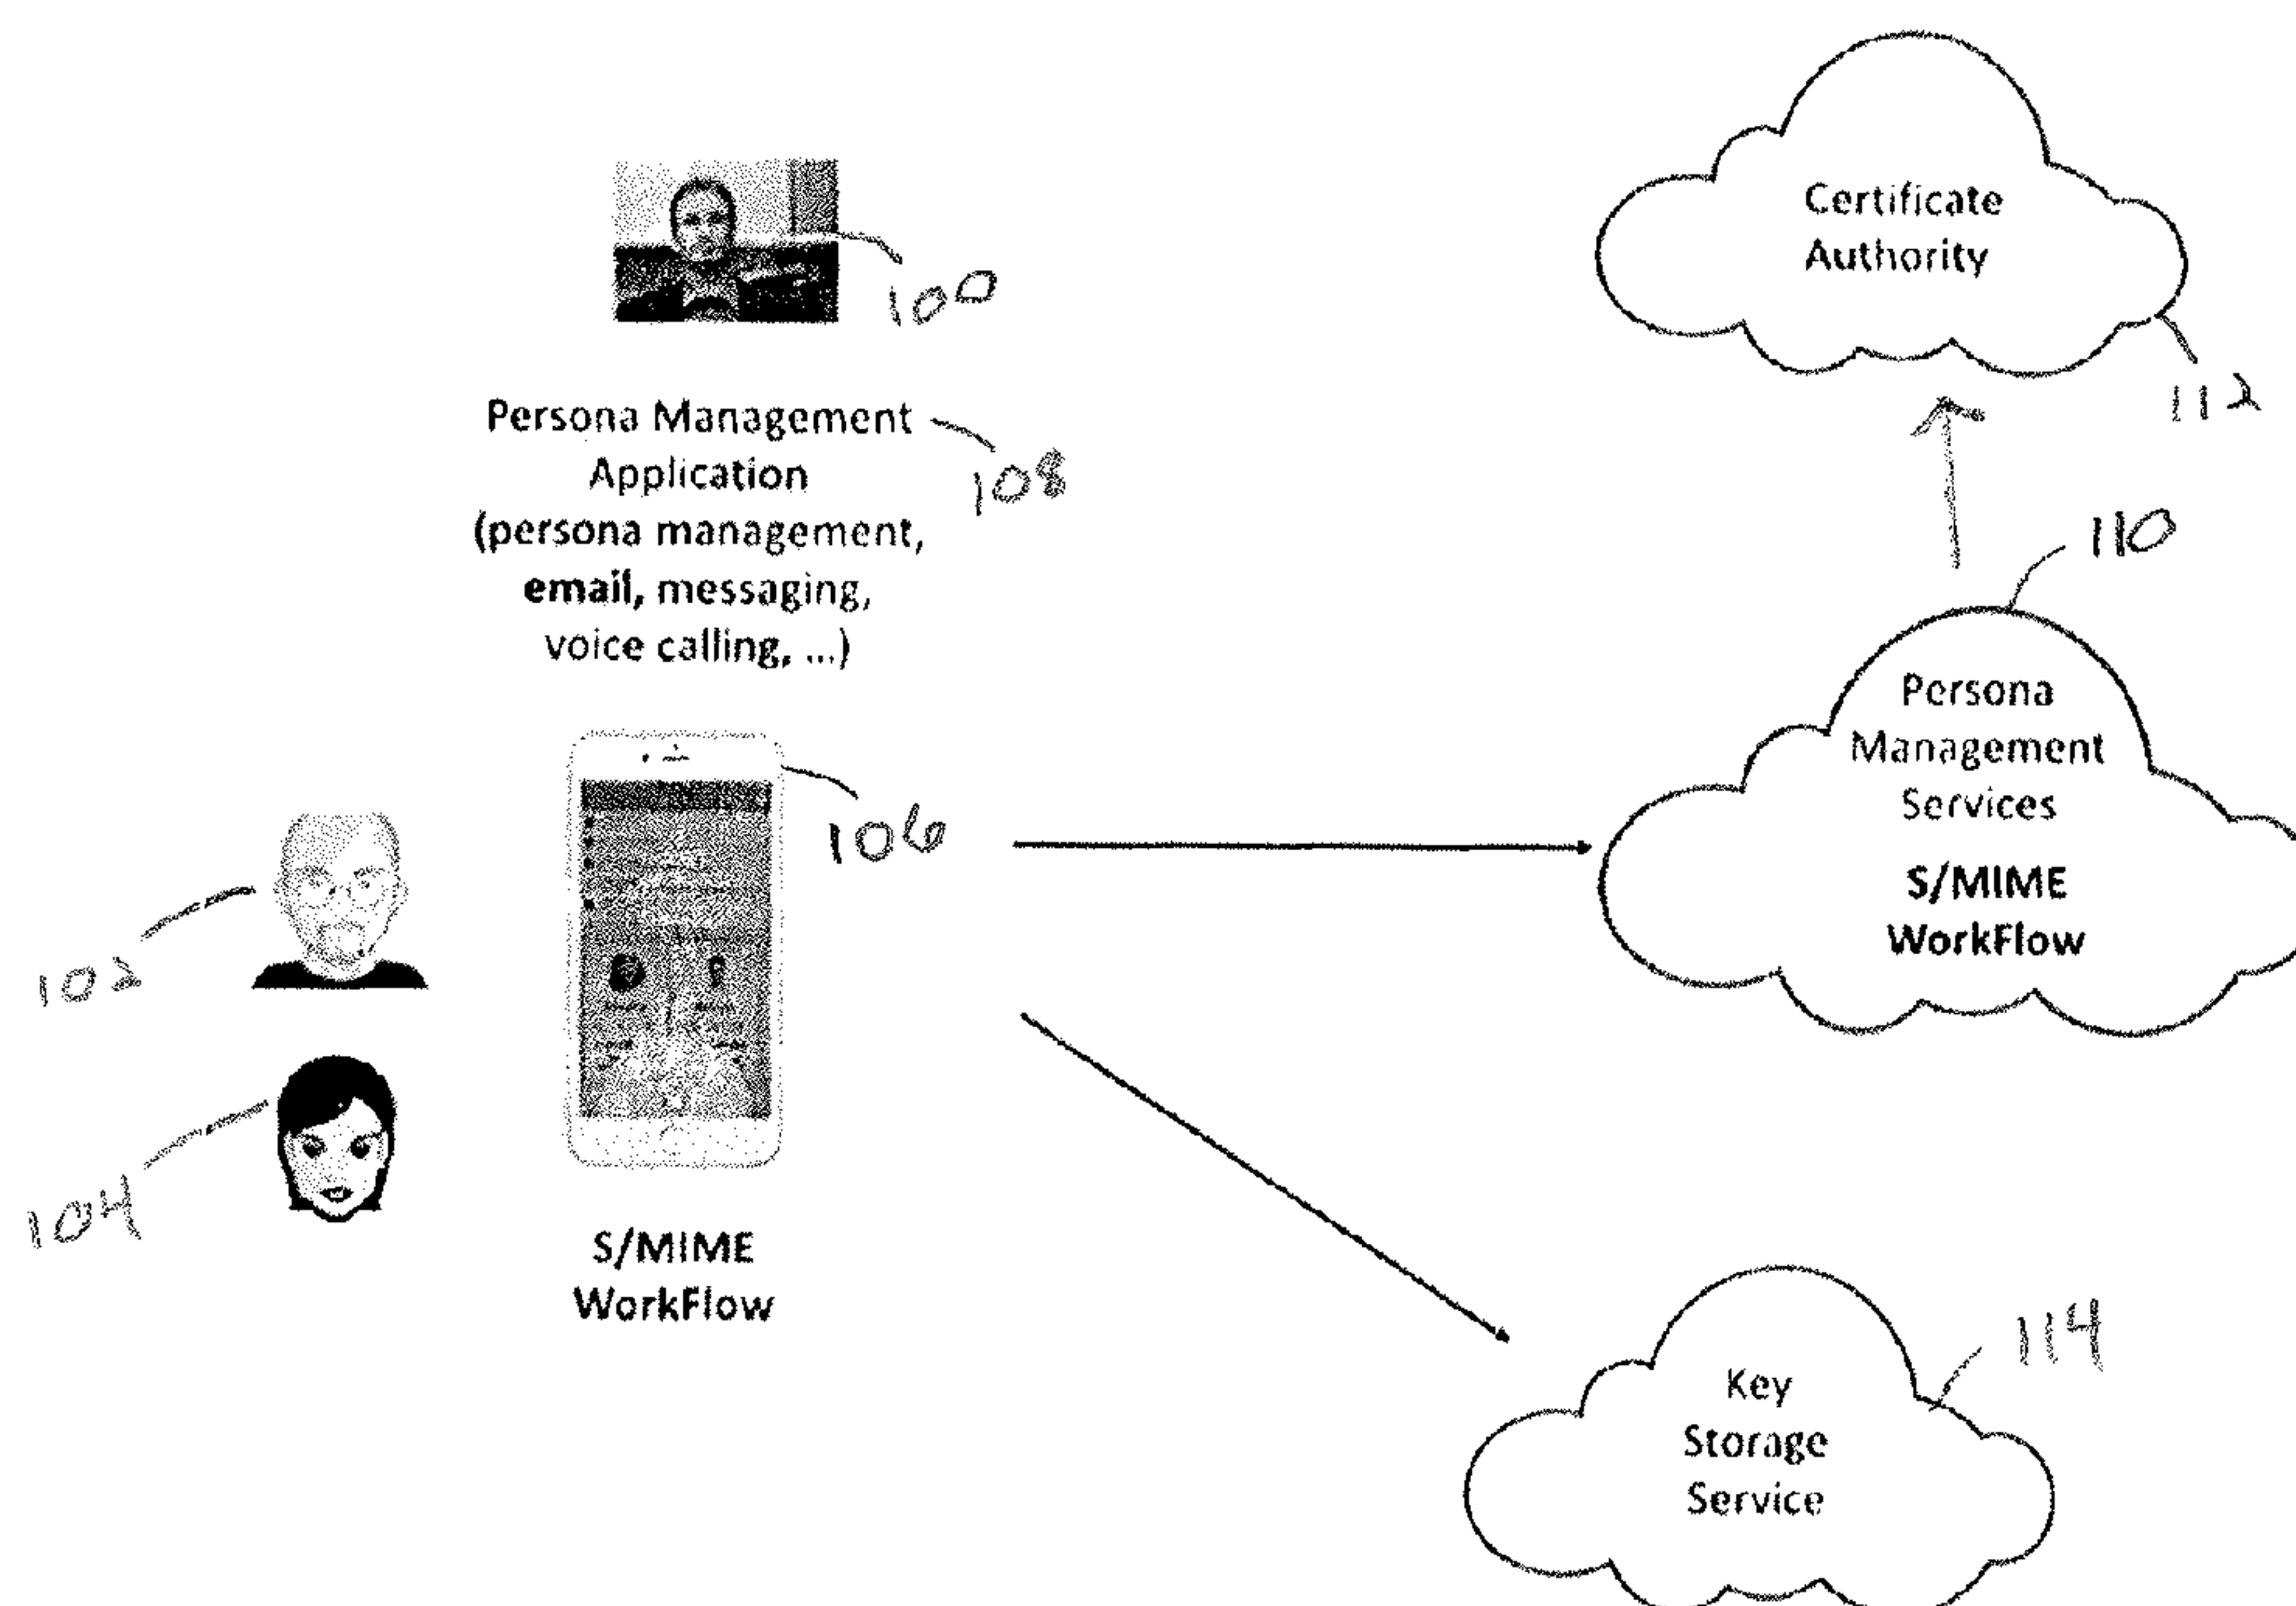 Certificate
Authority
100
112
Persona Management
Application
(persona management,
email, messaging,
voice calling, ...)
108
110
Persona
Management
Services
S/MIME
WorkFlow
106
102
104
S/MIME
WorkFlow
114
Key
Storage
Service